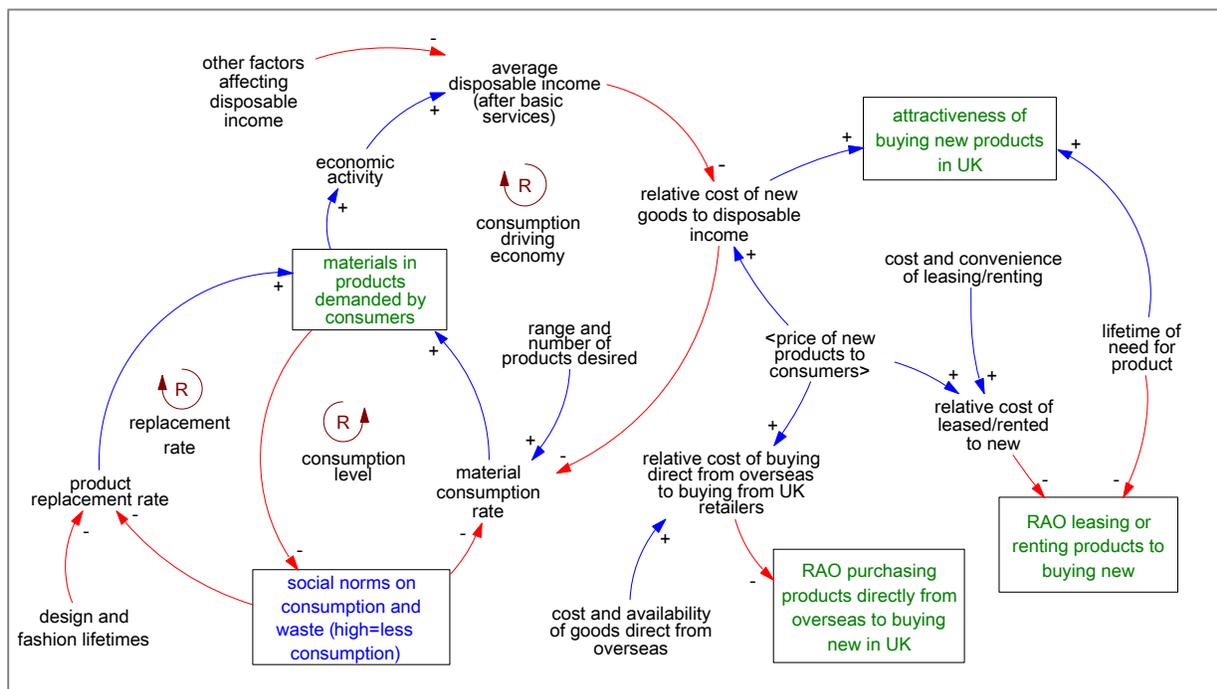 other factors
affecting
disposable
income
-
average
disposable income
(after basic
services)
+
economic
activity
+
R
consumption
driving
economy
-
relative cost of new
goods to disposable
income
+
attractiveness of
buying new products
in UK
+
+
cost and convenience
of leasing/renting
materials in
products
demanded by
consumers
+
+
range and
number of
products desired
+
<price of new
products to
consumers>
+
+
lifetime of
need for
product
R
replacement
rate
R
consumption
level
relative cost of
leased/rented
to new
-
-
product
replacement rate
-
-
material
consumption
rate
-
-
+
relative cost of buying
direct from overseas
to buying from UK
retailers
+
-
RAO leasing or
renting products to
buying new
-
social norms on
consumption and
waste (high=less
consumption)
design and
fashion lifetimes
cost and availability
of goods direct from
overseas
RAO purchasing
products directly from
overseas to buying
new in UK